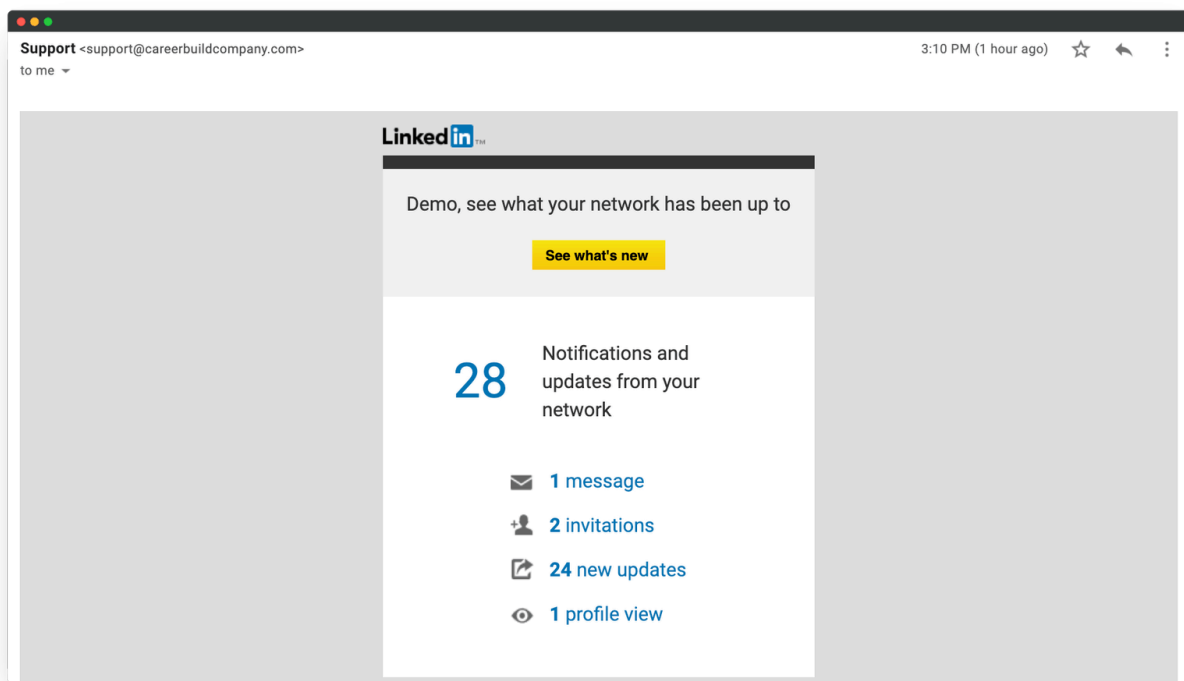 Support <support@careerbuildcompany.com>
3:10 PM (1 hour ago)
to me
Linkedin™
Demo, see what your network has been up to
See what's new
28
Notifications and
updates from your
network
1 message
2 invitations
24 new updates
1 profile view